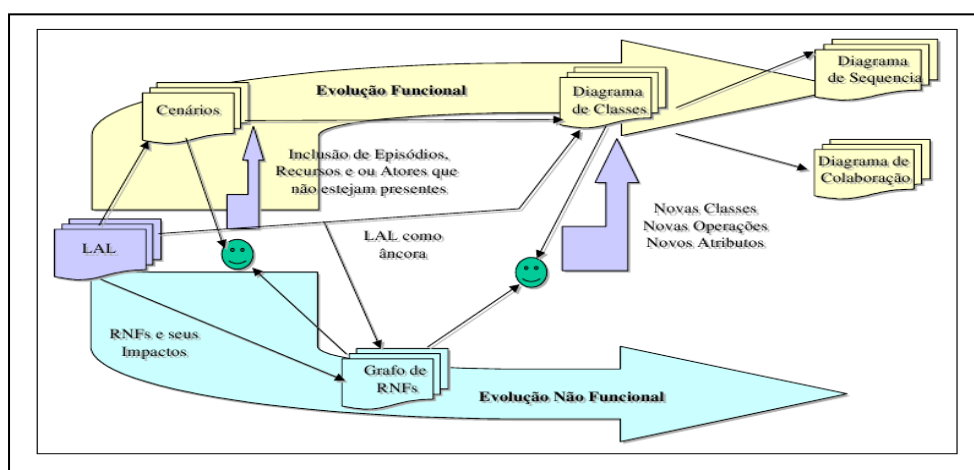 Diagrama
de Sequencia
Evolução Funcional
Diagrama
de Classes
Cenários
Inclusão de Episódios,
Recursos e ou Atores que
não estejam presentes.
Diagrama de
Colaboração
Novas Classes
Novas Operações
Novos Atributos
LAL
LAL como
âncora
RNFs e seus
Impactos
Grafo de
RNFs
Evolução Não Funcional